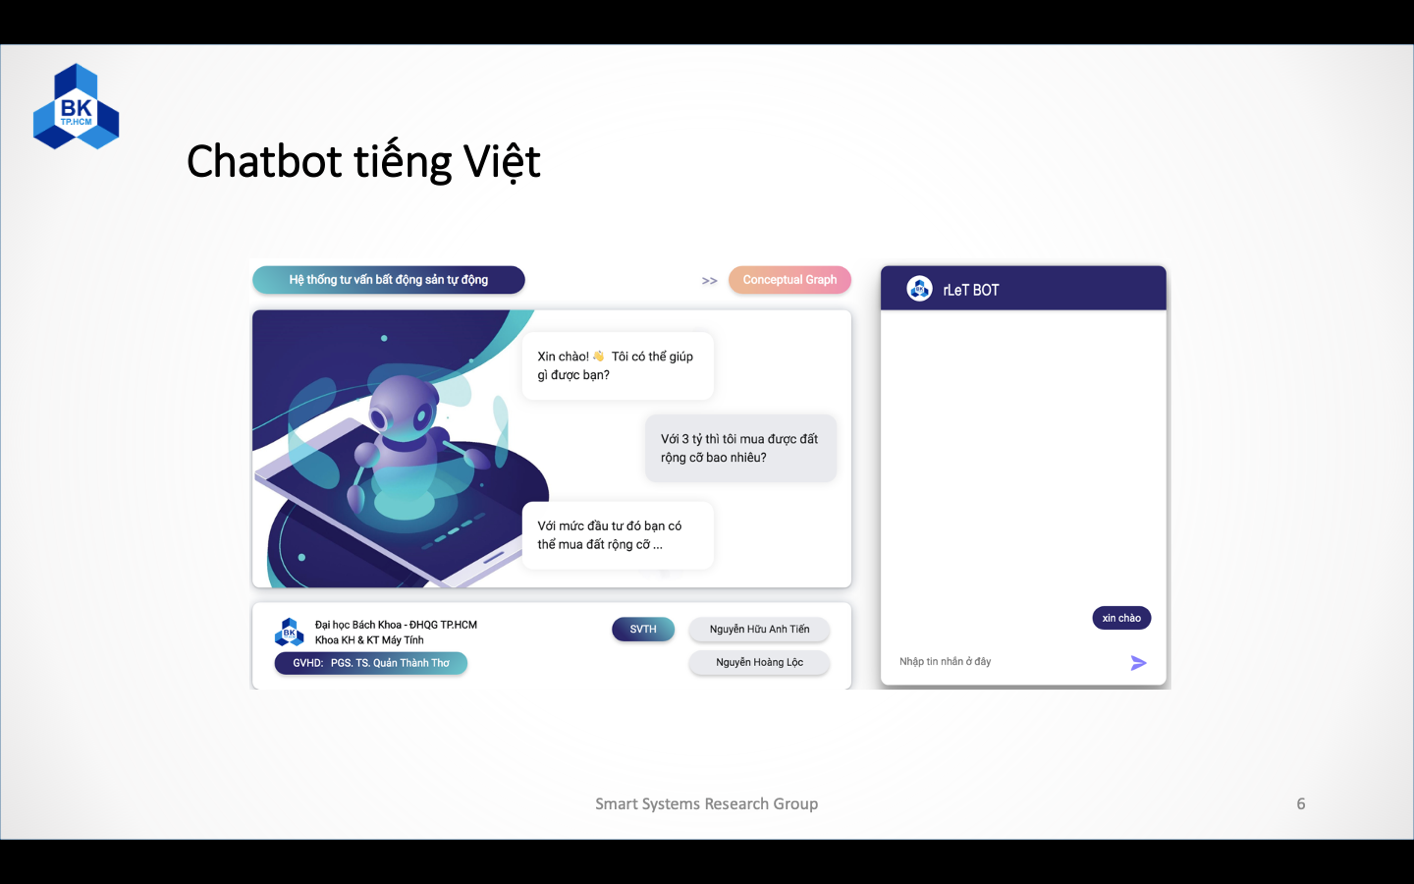 BK
TP.HCM
Chatbot tiếng Việt
Hệ thống tư vấn bất động sản tự động
>>
Conceptual Graph
Xin chào! 👋 Tôi có thể giúp
gì được bạn?
Với 3 tỷ thì tôi mua được đất
rộng cỡ bao nhiêu?
Với mức đầu tư đó bạn có
thể mua đất rộng cỡ ...
BK
Đại học Bách Khoa - ĐHQG TP.HCM
Khoa KH & KT Máy Tính
GVHD: PGS. TS. Quản Thành Thơ
SVTH
Nguyễn Hữu Anh Tiến
Nguyễn Hoàng Lộc
BK
rLeT BOT
xin chào
Nhập tin nhắn ở đây
Smart Systems Research Group
6